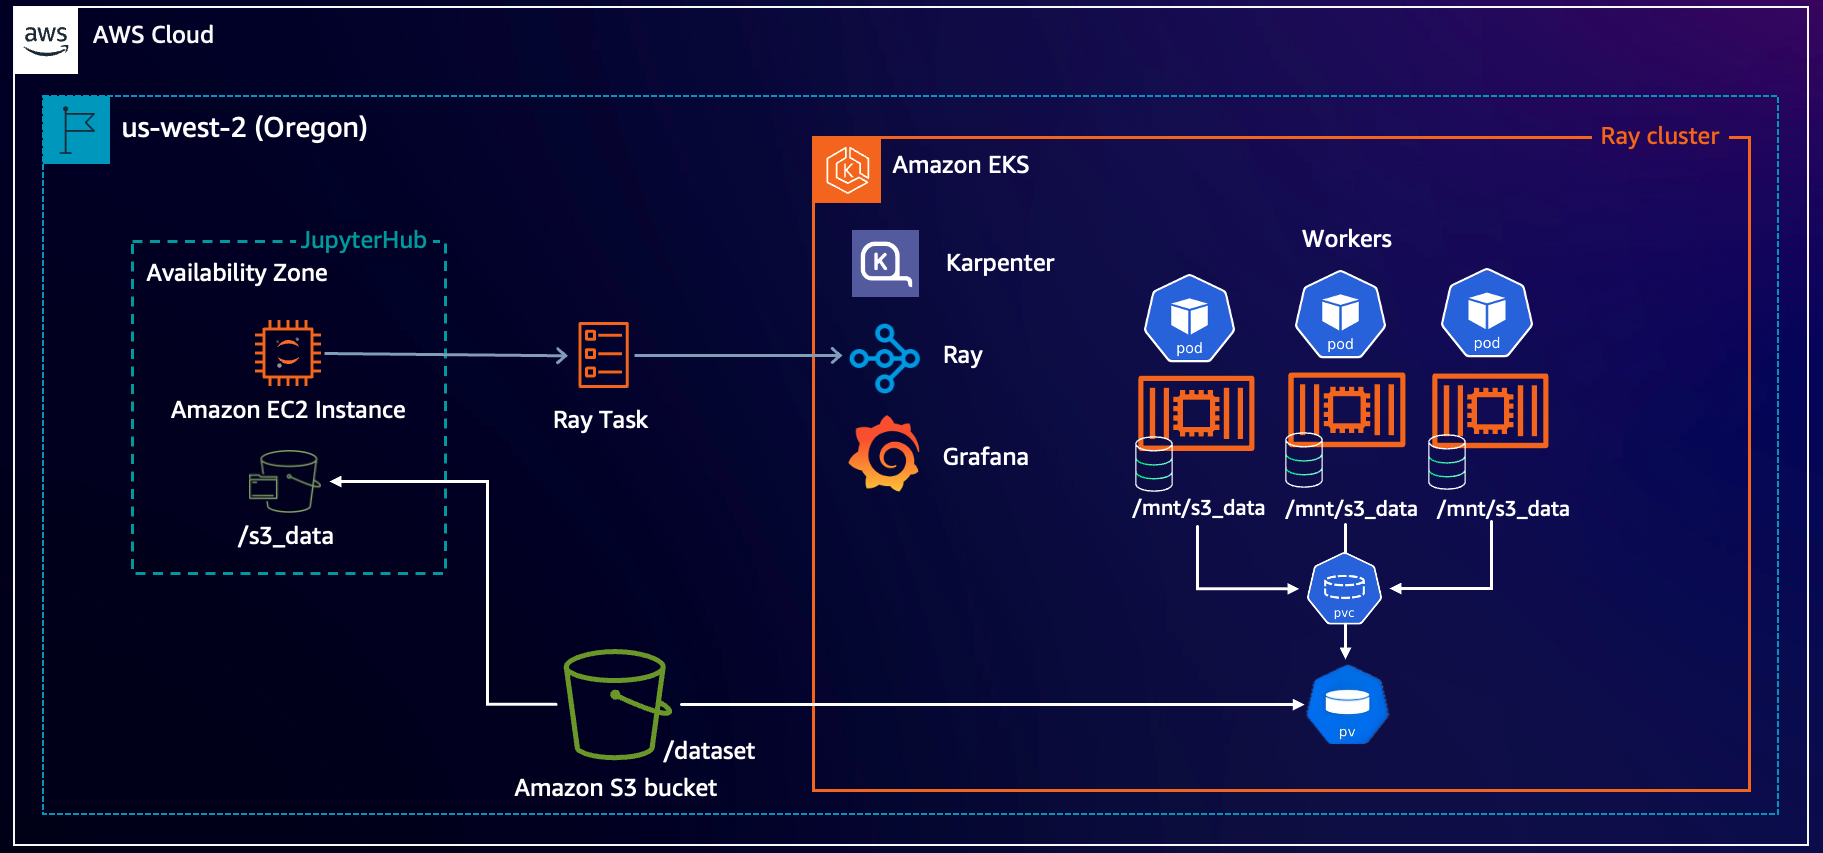 aws
AWS Cloud
us-west-2 (Oregon)
Ray cluster
Amazon EKS
K
JupyterHub
Availability Zone
Amazon EC2 Instance
/s3_data
Ray Task
K
Karpenter
Ray
Grafana
Workers
pod
pod
pod
/mnt/s3_data
/mnt/s3_data
/mnt/s3_data
pvc
pv
/dataset
Amazon S3 bucket